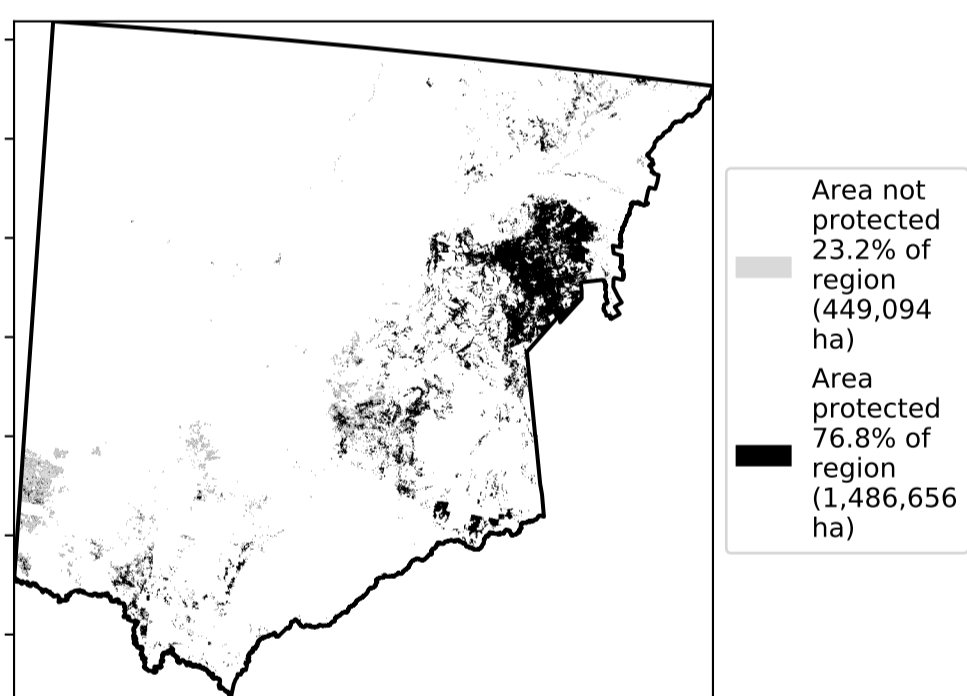 Area not
protected
23.2% of
region
(449,094
ha)
Area
protected
76.8% of
region
(1,486,656
ha)